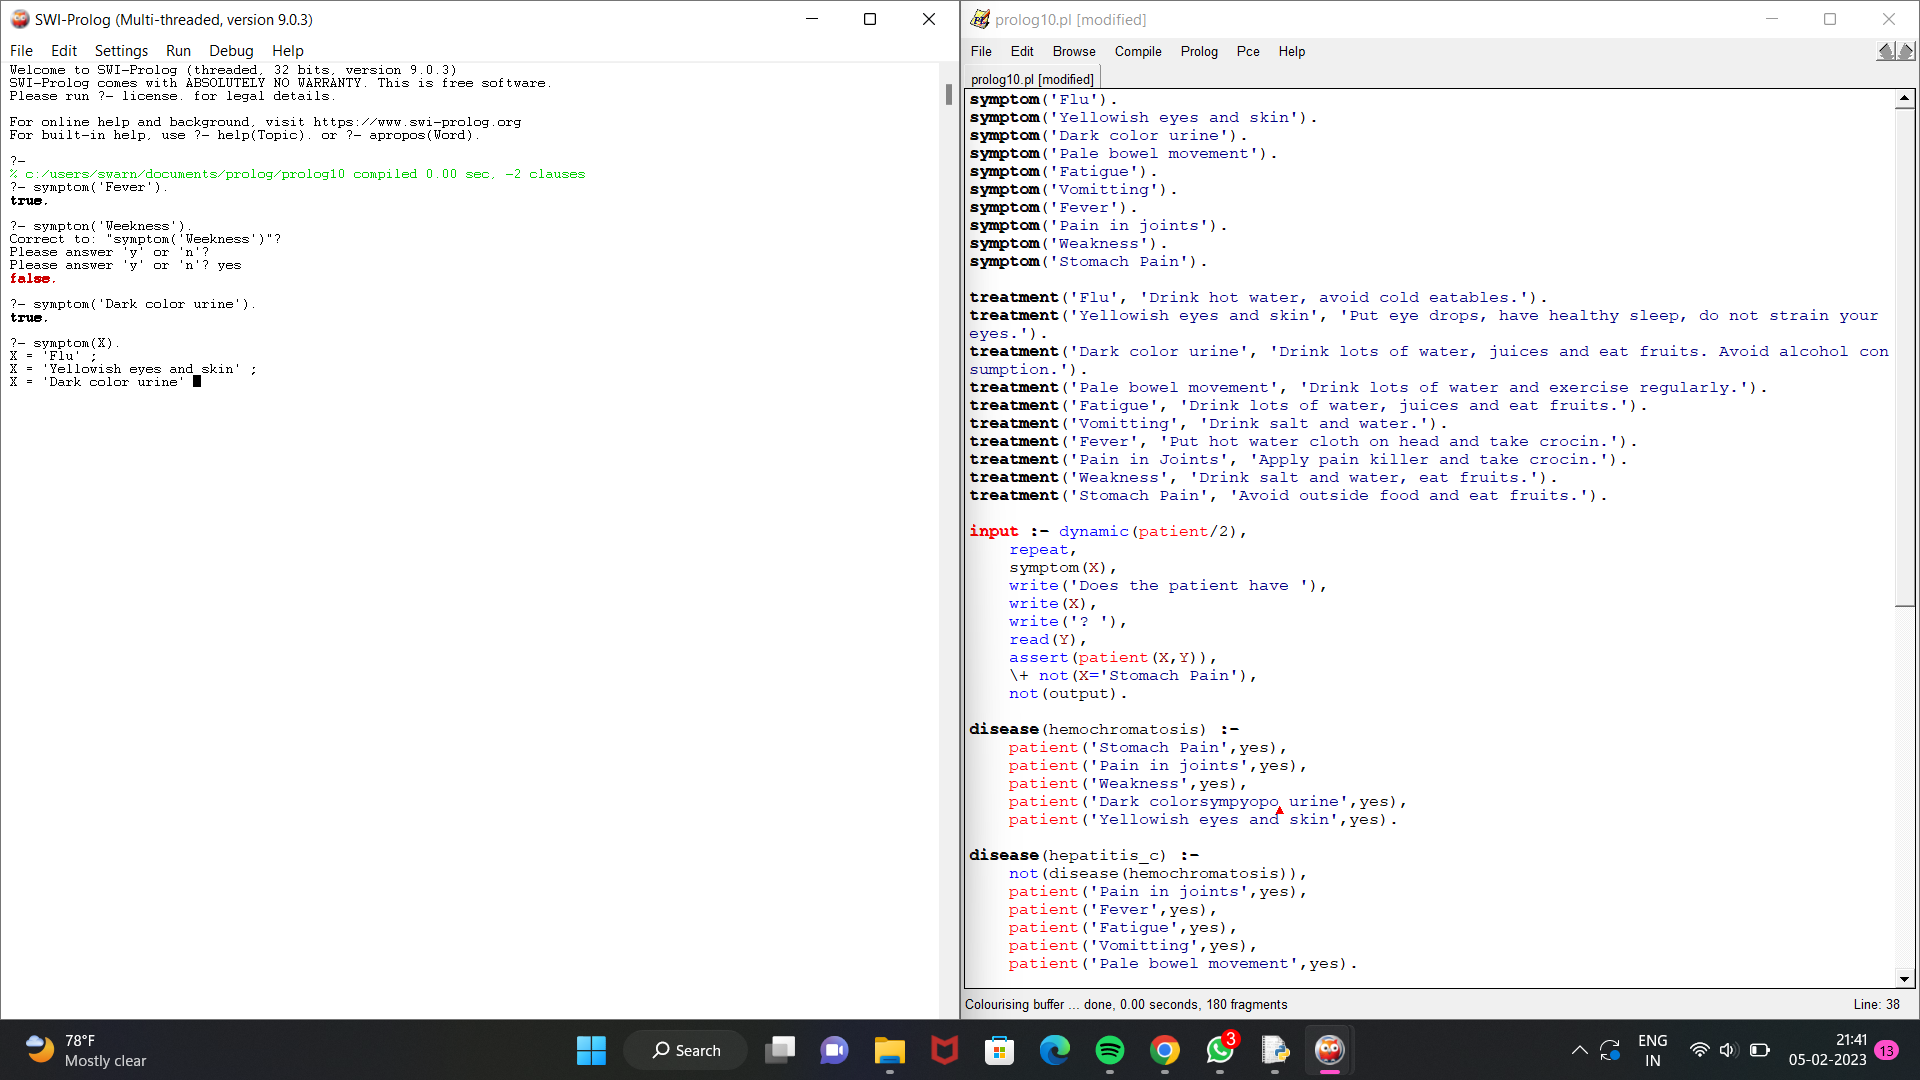 SWI-Prolog (Multi-threaded, version 9.0.3)
File Edit Settings Run Debug Help
Welcome to SWI-Prolog (threaded, 32 bits, version 9.0.3)
SWI-Prolog comes with ABSOLUTELY NO WARRANTY. This is free software.
Please run ?- license. for legal details.
For online help and background, visit https://www.swi-prolog.org
For built-in help, use ?- help(Topic). or ?- apropos(Word).
?-
% c:/users/swarn/documents/prolog/prolog10 compiled 0.00 sec, -2 clauses
?- symptom('Fever').
true.
?- sympton('Weekness').
Correct to: "symptom('Weekness')"?
Please answer 'y' or 'n'?
Please answer 'y' or 'n'? yes
false.
?- symptom('Dark color urine').
true.
?- symptom(X).
X = 'Flu' ;
X = 'Yellowish eyes and skin' ;
X = 'Dark color urine'
prolog10.pl [modified]
File Edit Browse Compile Prolog Pce Help
prolog10.pl [modified]
symptom('Flu').
symptom('Yellowish eyes and skin').
symptom('Dark color urine').
symptom('Pale bowel movement').
symptom('Fatigue').
symptom('Vomitting').
symptom('Fever').
symptom('Pain in joints').
symptom('Weakness').
symptom('Stomach Pain').
treatment('Flu', 'Drink hot water, avoid cold eatables.').
treatment('Yellowish eyes and skin', 'Put eye drops, have healthy sleep, do not strain your
eyes.').
treatment('Dark color urine', 'Drink lots of water, juices and eat fruits. Avoid alcohol con
sumption.').
treatment('Pale bowel movement', 'Drink lots of water and exercise regularly.').
treatment('Fatigue', 'Drink lots of water, juices and eat fruits.').
treatment('Vomitting', 'Drink salt and water.').
treatment('Fever', 'Put hot water cloth on head and take crocin.').
treatment('Pain in Joints', 'Apply pain killer and take crocin.').
treatment('Weakness', 'Drink salt and water, eat fruits.').
treatment('Stomach Pain', 'Avoid outside food and eat fruits.').
input :- dynamic(patient/2),
repeat,
symptom(X),
write('Does the patient have '),
write(X),
write('? '),
read(Y),
assert(patient(X,Y)),
\+ not(X='Stomach Pain'),
not(output).
disease(hemochromatosis) :-
patient('Stomach Pain',yes),
patient('Pain in joints',yes),
patient('Weakness',yes),
patient('Dark colorsympyopo urine',yes),
patient('Yellowish eyes and skin',yes).
disease(hepatitis_c) :-
not(disease(hemochromatosis)),
patient('Pain in joints',yes),
patient('Fever',yes),
patient('Fatigue',yes),
patient('Vomitting',yes),
patient('Pale bowel movement',yes).
Colourising buffer ... done, 0.00 seconds, 180 fragments
Line: 38
78°F
Mostly clear
Search
3
ENG
IN
21:41
05-02-2023
13